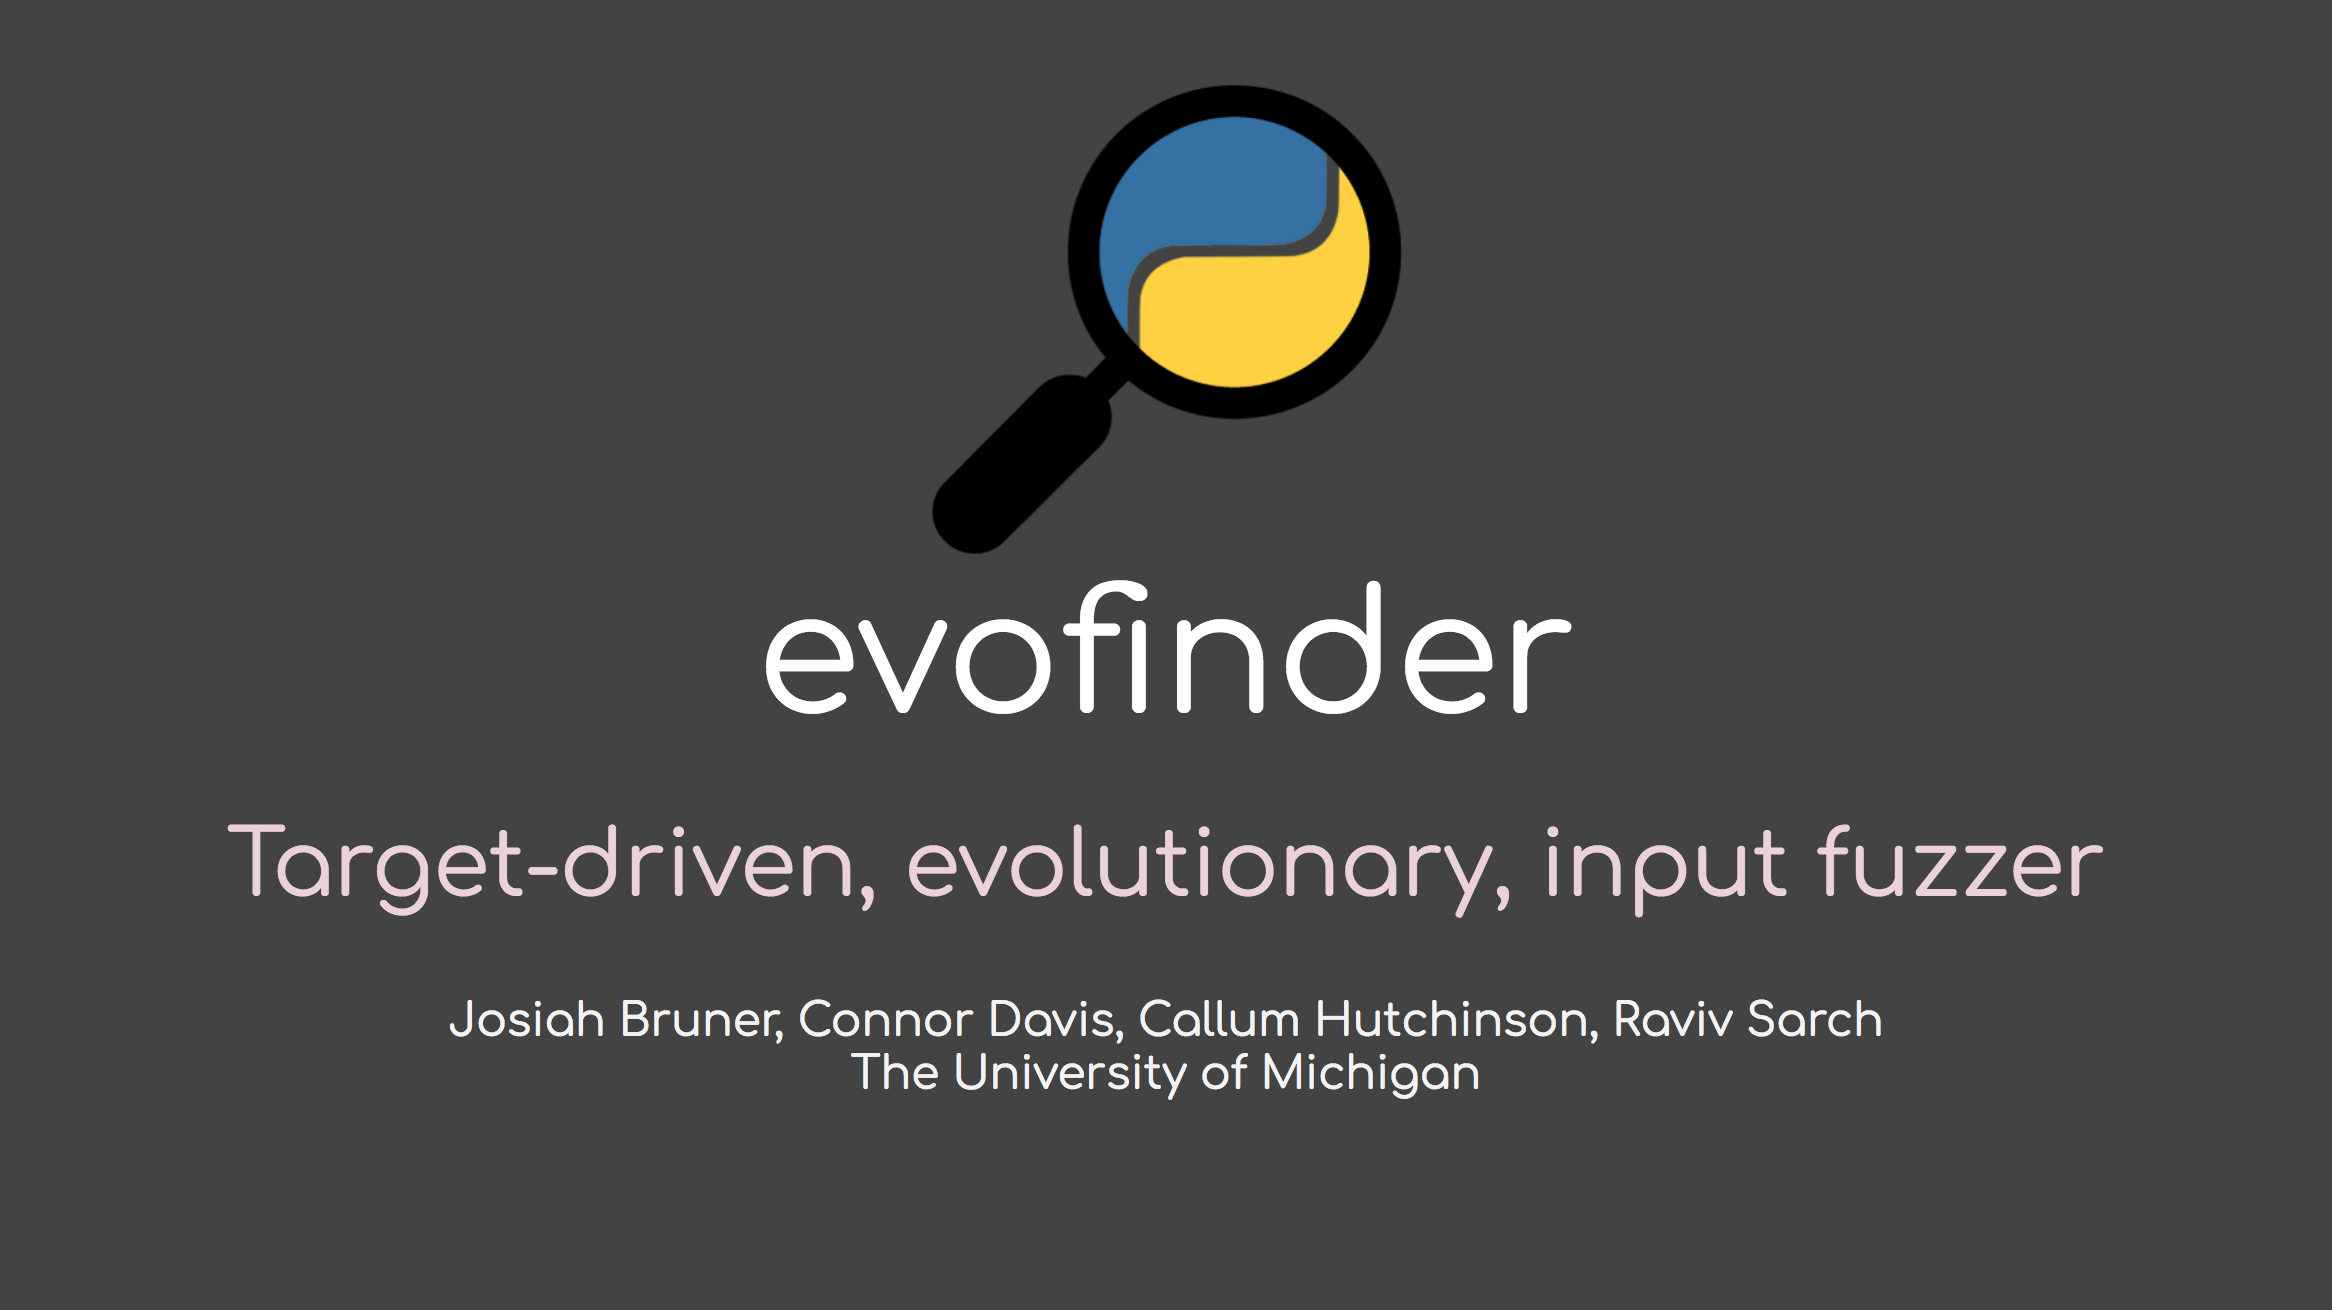 evofinder
Target-driven, evolutionary, input fuzzer
Josiah Bruner, Connor Davis, Callum Hutchinson, Raviv Sarch
The University of Michigan